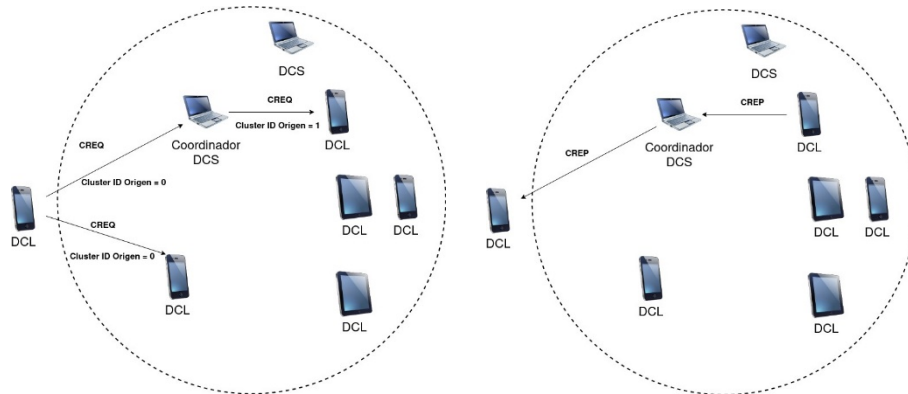 DCS
CREQ
Cluster ID Origen = 1
DCL
Coordinador
DCS
CREQ
Cluster ID Origen = 0
DCL
CREQ
Cluster ID Origen = 0
DCL
DCL
DCL
DCL
DCS
CREP
DCL
Coordinador
DCS
CREP
DCL
DCL
DCL
DCL
DCL